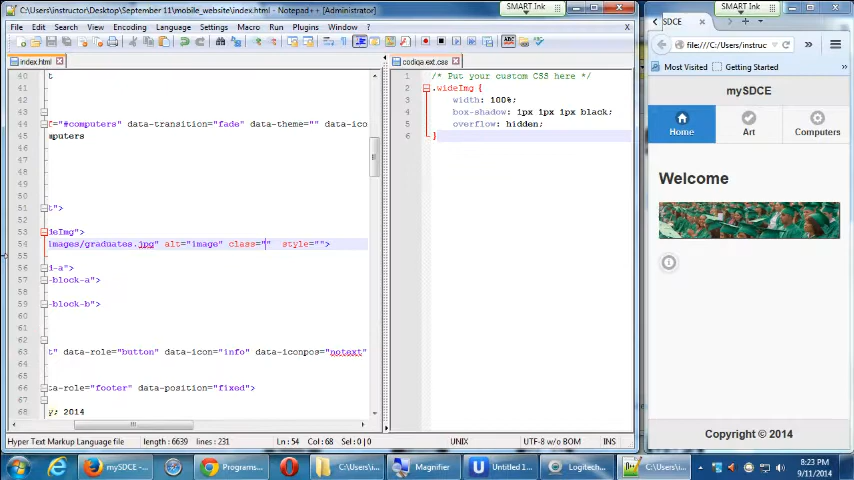 C:\Users\instructor\Desktop\September 11\mobile_website\index.html - Notepad++ [Administrator]
SMART Ink
SMART Ink
File Edit Search View Encoding Language Settings Macro Run Plugins Window ?
X
SDCE
file:///C:/Users/instruc
index.html
codiqa.ext.css
Most Visited
Getting Started
40 t
41
42
43
44 f="#computers" data-transition="fade" data-theme="" data-ico
mputers
48
49
50
51 t">
52
53 ieImg">
54 images/graduates.jpg" alt="image" class="" style="">
55
56 i-a">
57 -block-a">
58
59 -block-b">
60
61
62
63 t" data-role="button" data-icon="info" data-iconpos="notext"
64
65
66 ta-role="footer" data-position="fixed">
67
68 y; 2014
1 /* Put your custom CSS here */
2 .wideImg {
3 width: 100%;
4 box-shadow: 1px 1px 1px black;
5 overflow: hidden;
6 }
mySDCE
Home
Art
Computers
Welcome
Copyright © 2014
Hyper Text Markup Language file
length : 6639 lines : 231
Ln : 54 Col : 68 Sel : 0 | 0
UNIX
UTF-8 w/o BOM
INS
mySDCE -...
Programs...
C:\Users\i...
Magnifier
Untitled 1...
Logitech...
C:\Users\i...
8:23 PM
9/11/2014